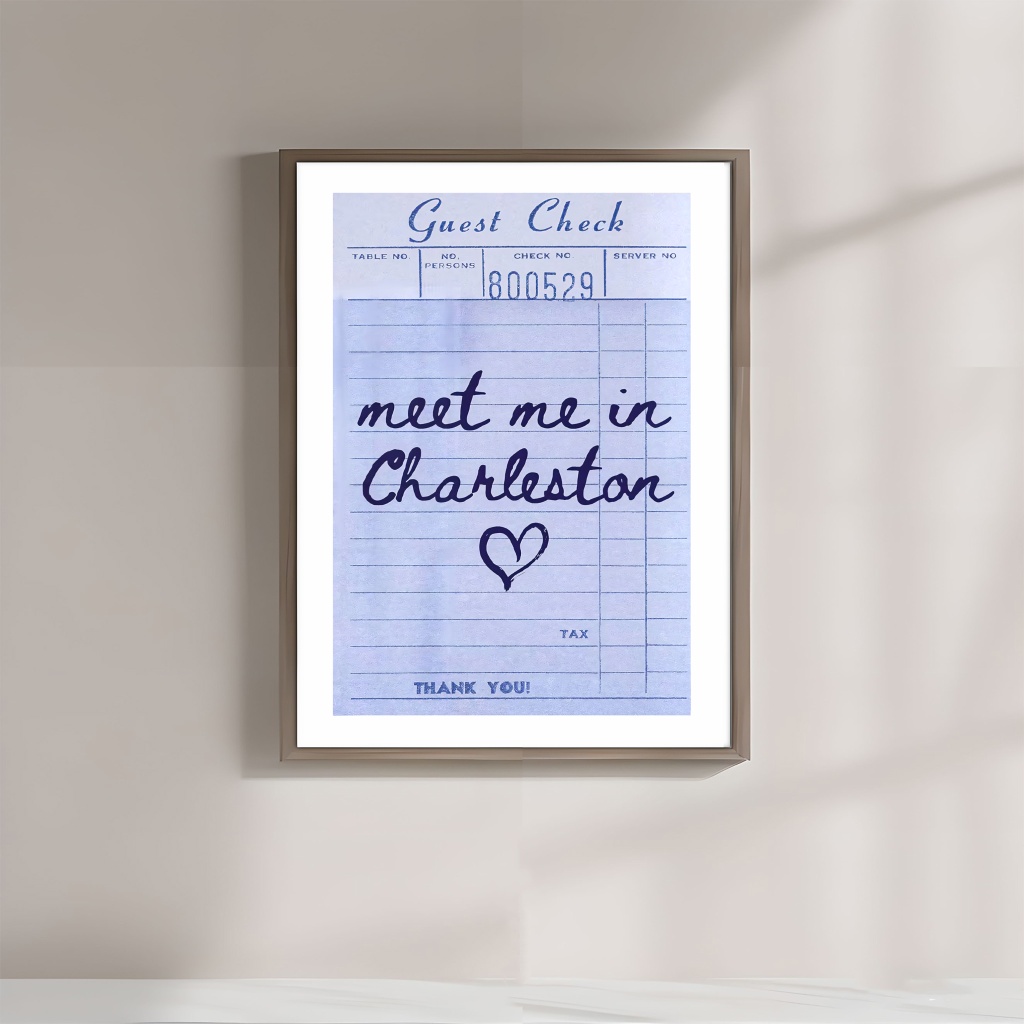 Guest Check
TABLE NO.
NO. PERSONS
CHECK NO.
SERVER NO
800529
meet me in
Charleston
TAX
THANK YOU!